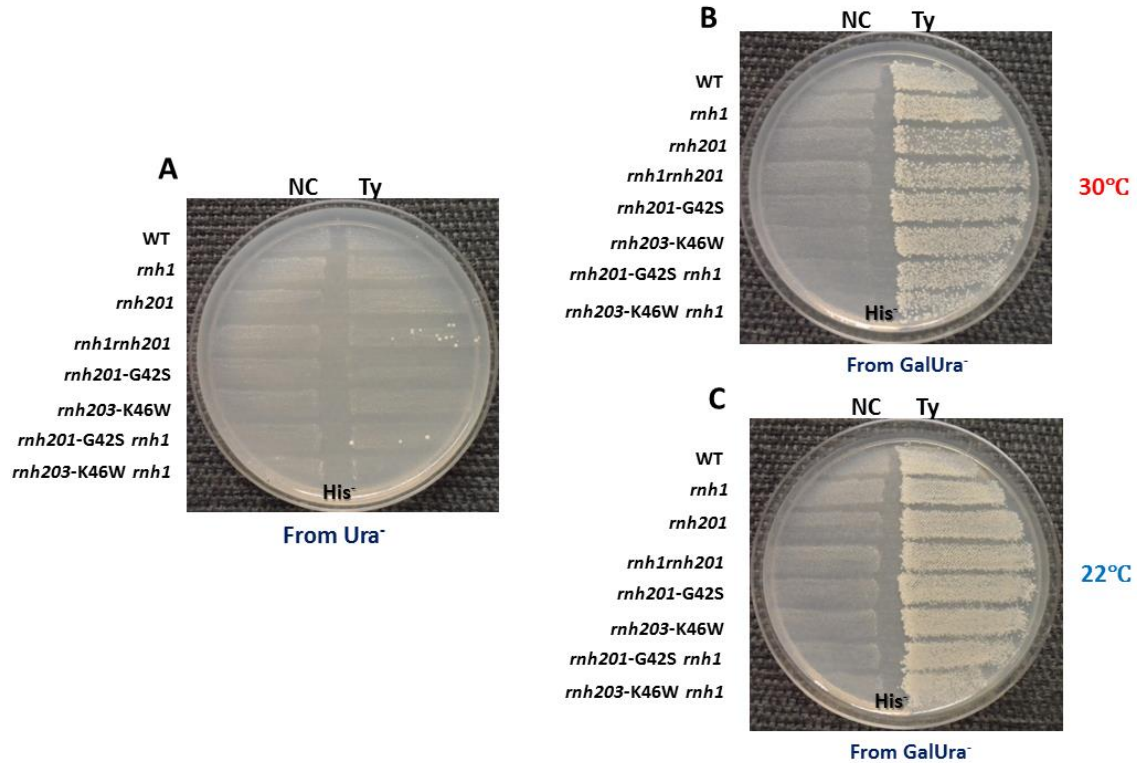 A
NC Ty
WT
rnh1
rnh201
rnh1rnh201
rnh201-G42S
rnh203-K46W
rnh201-G42S rnh1
rnh203-K46W rnh1
His⁻
From Ura⁻
B
NC Ty
WT
rnh1
rnh201
rnh1rnh201
rnh201-G42S
rnh203-K46W
rnh201-G42S rnh1
rnh203-K46W rnh1
His⁻
From GalUra⁻
30°C
C
NC Ty
WT
rnh1
rnh201
rnh1rnh201
rnh201-G42S
rnh203-K46W
rnh201-G42S rnh1
rnh203-K46W rnh1
His⁻
From GalUra⁻
22°C